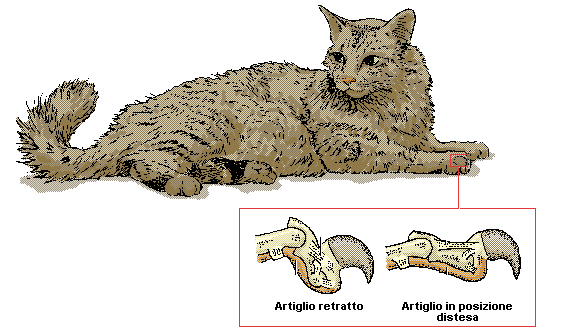 Artiglio retratto
Artiglio in posizione
distesa